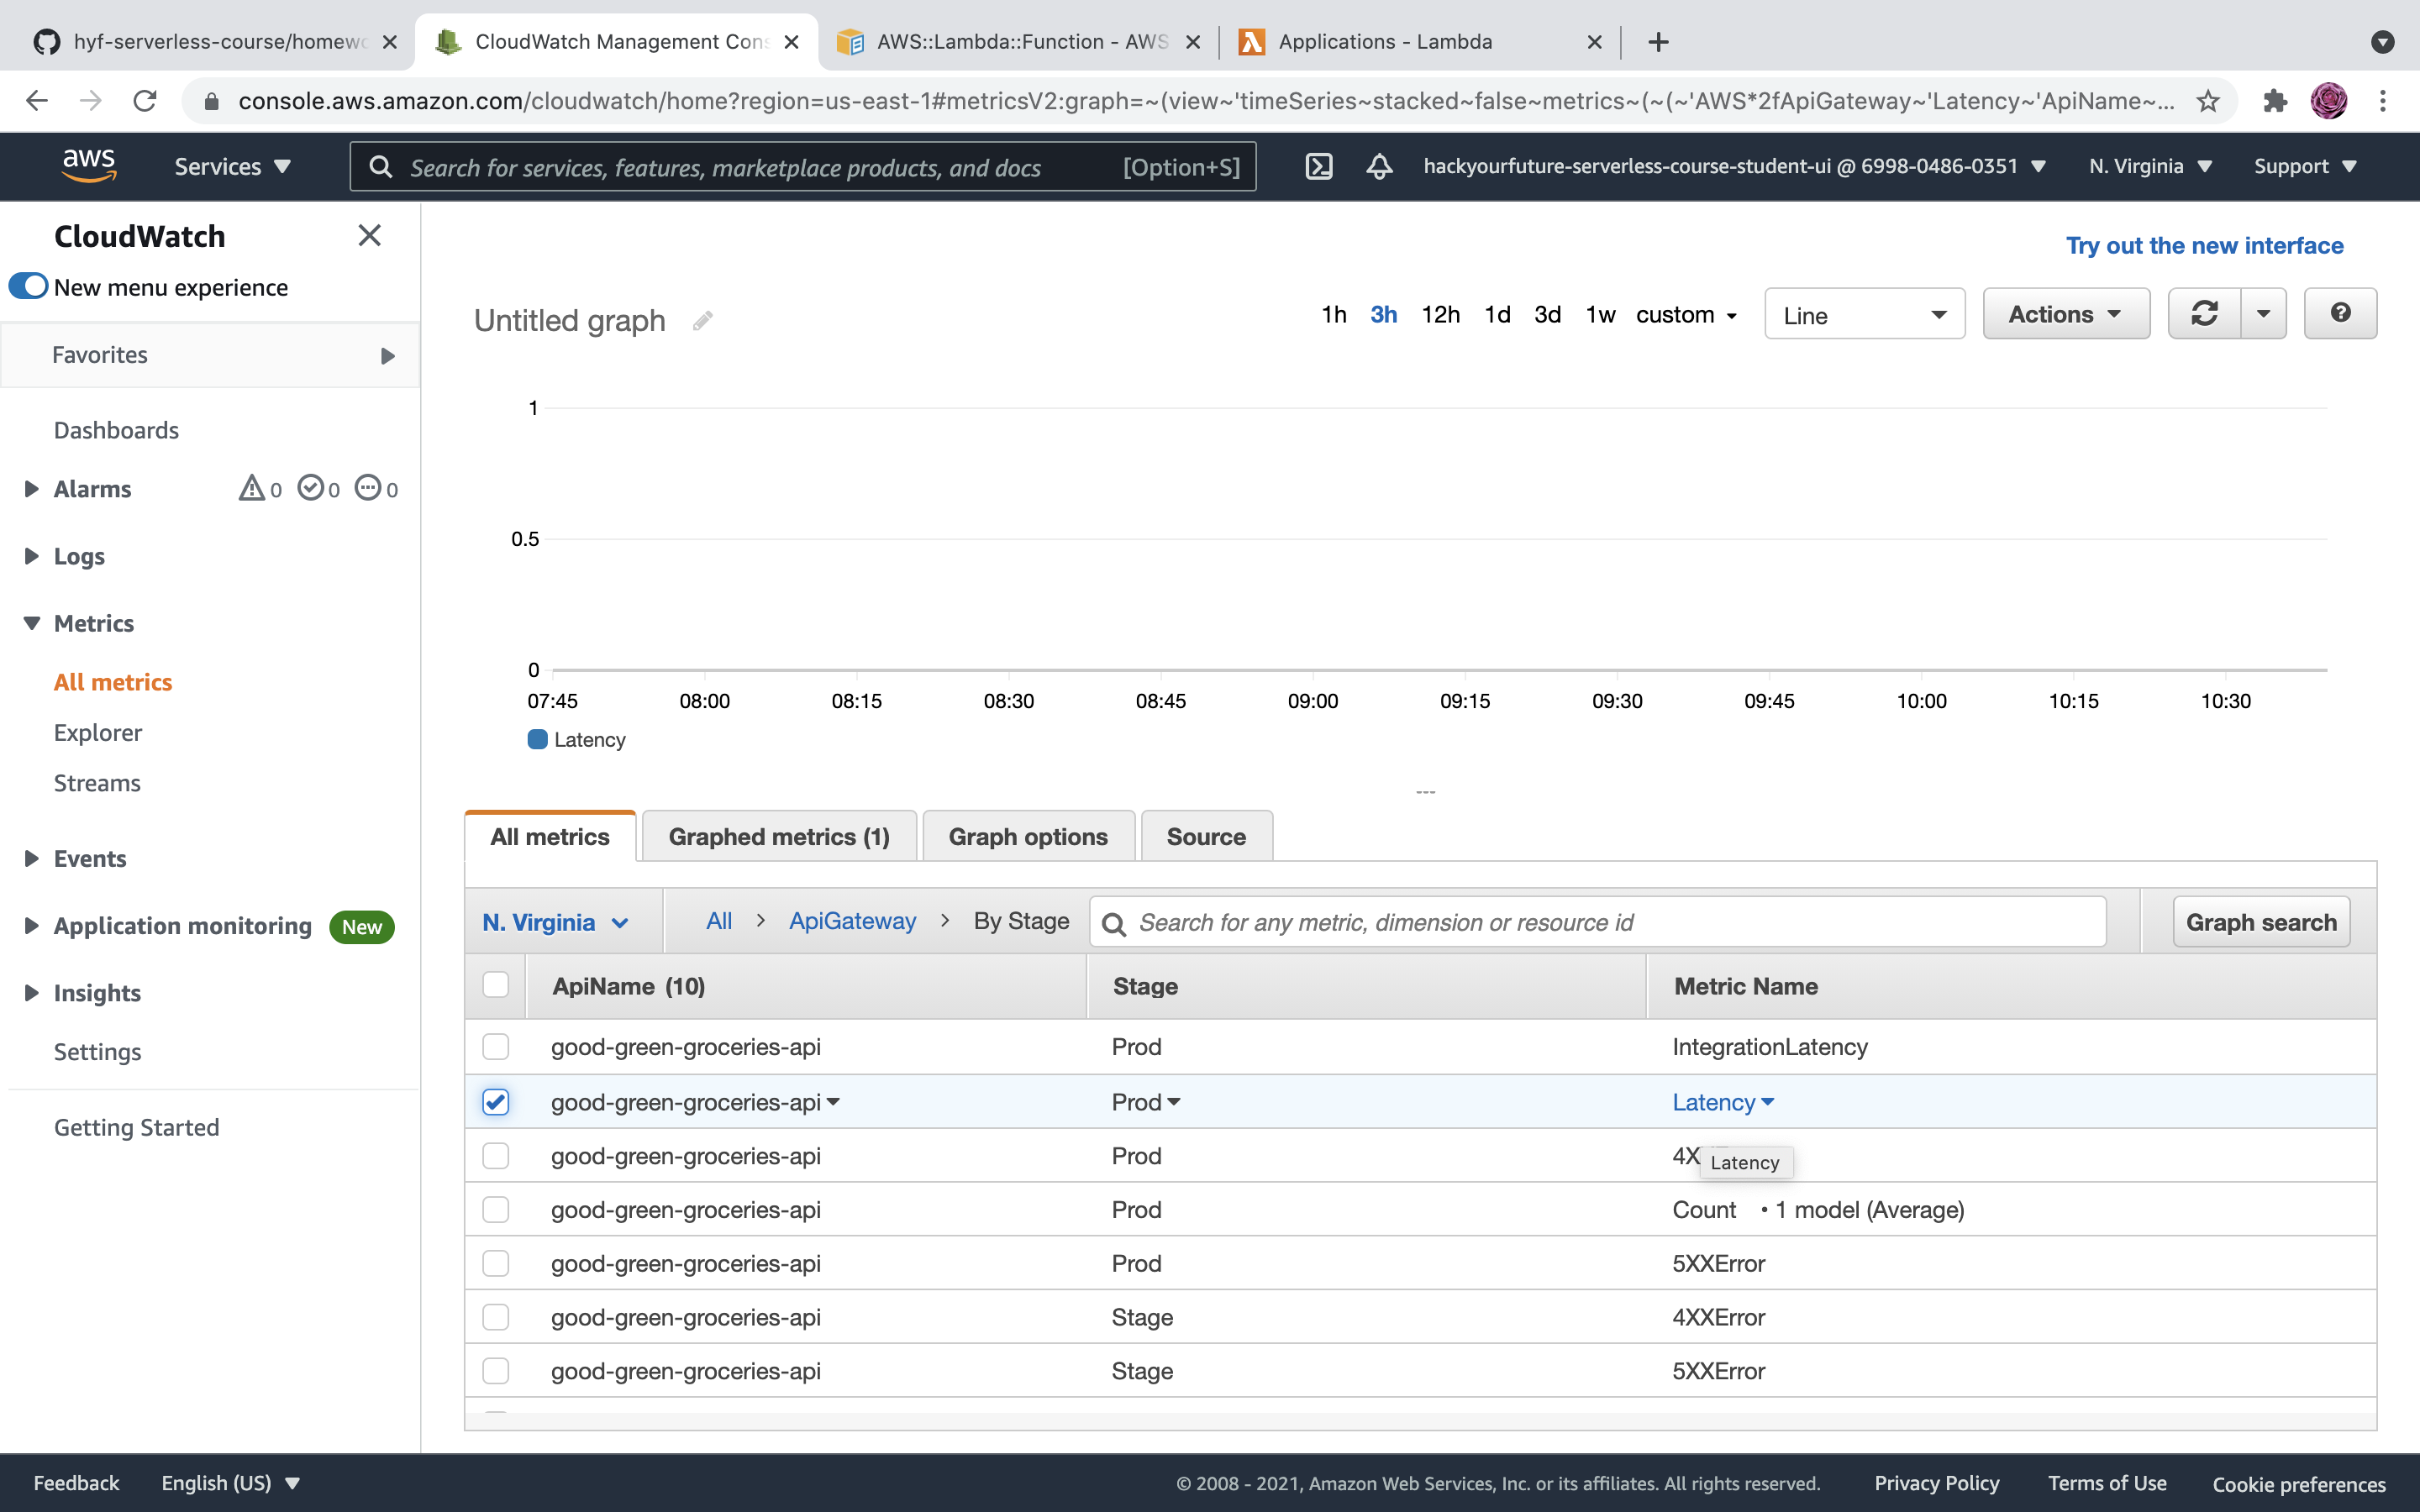 hyf-serverless-course/homewo
CloudWatch Management Cons
AWS::Lambda::Function - AWS
Applications - Lambda
console.aws.amazon.com/cloudwatch/home?region=us-east-1#metricsV2:graph=~(view~'timeSeries~stacked~false~metrics~(~(~'AWS*2fApiGateway~'Latency~'ApiName~...
aws
Services
Search for services, features, marketplace products, and docs
[Option+S]
hackyourfuture-serverless-course-student-ui @ 6998-0486-0351
N. Virginia
Support
CloudWatch
New menu experience
Favorites
Dashboards
Alarms 0 0 0
Logs
Metrics
All metrics
Explorer
Streams
Events
Application monitoring New
Insights
Settings
Getting Started
Try out the new interface
Untitled graph
1h 3h 12h 1d 3d 1w custom
Line
Actions
1
0.5
0
07:45 08:00 08:15 08:30 08:45 09:00 09:15 09:30 09:45 10:00 10:15 10:30
Latency
All metrics
Graphed metrics (1)
Graph options
Source
N. Virginia
All > ApiGateway > By Stage
Search for any metric, dimension or resource id
Graph search
ApiName (10) Stage Metric Name
good-green-groceries-api Prod IntegrationLatency
good-green-groceries-api Prod Latency
good-green-groceries-api Prod 4X
Latency
good-green-groceries-api Prod Count • 1 model (Average)
good-green-groceries-api Prod 5XXError
good-green-groceries-api Stage 4XXError
good-green-groceries-api Stage 5XXError
Feedback
English (US)
© 2008 - 2021, Amazon Web Services, Inc. or its affiliates. All rights reserved.
Privacy Policy
Terms of Use
Cookie preferences